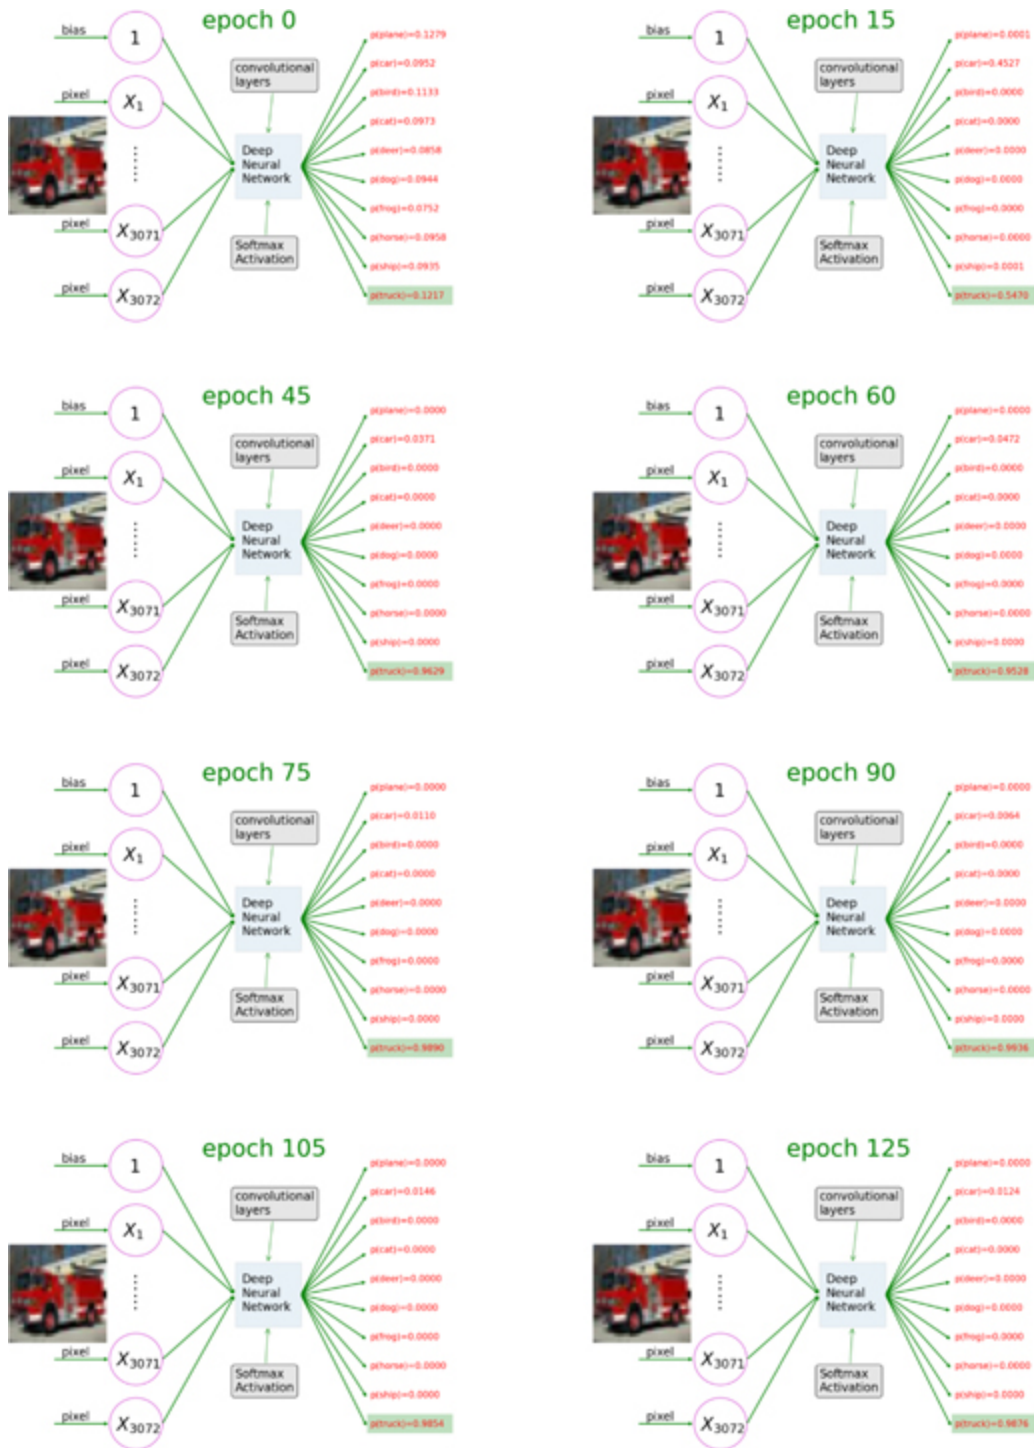 epoch 0
bias
1
pixel
X1
pixel
X3071
pixel
X3072
convolutional
layers
Deep
Neural
Network
Softmax
Activation
p(plane)=0.1279
p(car)=0.0952
p(bird)=0.1133
p(cat)=0.0973
p(deer)=0.0858
p(dog)=0.0944
p(frog)=0.0752
p(horse)=0.0958
p(ship)=0.0935
p(truck)=0.1217
epoch 15
bias
1
pixel
X1
pixel
X3071
pixel
X3072
convolutional
layers
Deep
Neural
Network
Softmax
Activation
p(plane)=0.0001
p(car)=0.4527
p(bird)=0.0000
p(cat)=0.0000
p(deer)=0.0000
p(dog)=0.0000
p(frog)=0.0000
p(horse)=0.0000
p(ship)=0.0001
p(truck)=0.5470
epoch 45
bias
1
pixel
X1
pixel
X3071
pixel
X3072
convolutional
layers
Deep
Neural
Network
Softmax
Activation
p(plane)=0.0000
p(car)=0.0371
p(bird)=0.0000
p(cat)=0.0000
p(deer)=0.0000
p(dog)=0.0000
p(frog)=0.0000
p(horse)=0.0000
p(ship)=0.0000
p(truck)=0.9629
epoch 60
bias
1
pixel
X1
pixel
X3071
pixel
X3072
convolutional
layers
Deep
Neural
Network
Softmax
Activation
p(plane)=0.0000
p(car)=0.0472
p(bird)=0.0000
p(cat)=0.0000
p(deer)=0.0000
p(dog)=0.0000
p(frog)=0.0000
p(horse)=0.0000
p(ship)=0.0000
p(truck)=0.9528
epoch 75
bias
1
pixel
X1
pixel
X3071
pixel
X3072
convolutional
layers
Deep
Neural
Network
Softmax
Activation
p(plane)=0.0000
p(car)=0.0110
p(bird)=0.0000
p(cat)=0.0000
p(deer)=0.0000
p(dog)=0.0000
p(frog)=0.0000
p(horse)=0.0000
p(ship)=0.0000
p(truck)=0.9890
epoch 90
bias
1
pixel
X1
pixel
X3071
pixel
X3072
convolutional
layers
Deep
Neural
Network
Softmax
Activation
p(plane)=0.0000
p(car)=0.0064
p(bird)=0.0000
p(cat)=0.0000
p(deer)=0.0000
p(dog)=0.0000
p(frog)=0.0000
p(horse)=0.0000
p(ship)=0.0000
p(truck)=0.9936
epoch 105
bias
1
pixel
X1
pixel
X3071
pixel
X3072
convolutional
layers
Deep
Neural
Network
Softmax
Activation
p(plane)=0.0000
p(car)=0.0146
p(bird)=0.0000
p(cat)=0.0000
p(deer)=0.0000
p(dog)=0.0000
p(frog)=0.0000
p(horse)=0.0000
p(ship)=0.0000
p(truck)=0.9854
epoch 125
bias
1
pixel
X1
pixel
X3071
pixel
X3072
convolutional
layers
Deep
Neural
Network
Softmax
Activation
p(plane)=0.0000
p(car)=0.0124
p(bird)=0.0000
p(cat)=0.0000
p(deer)=0.0000
p(dog)=0.0000
p(frog)=0.0000
p(horse)=0.0000
p(ship)=0.0000
p(truck)=0.9876